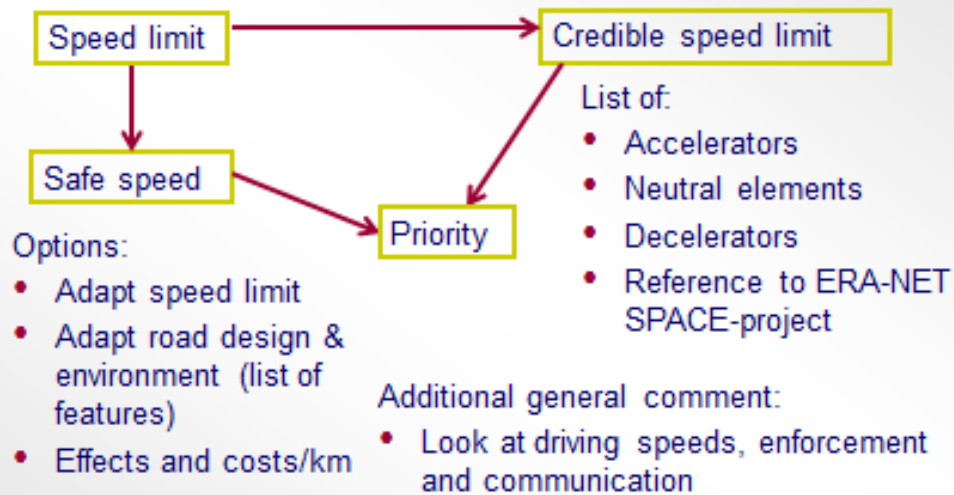 Speed limit
Credible speed limit
List of:
• Accelerators
• Neutral elements
• Decelerators
• Reference to ERA-NET
SPACE-project
Safe speed
Priority
Options:
• Adapt speed limit
• Adapt road design &
environment (list of
features)
• Effects and costs/km
Additional general comment:
• Look at driving speeds, enforcement
and communication